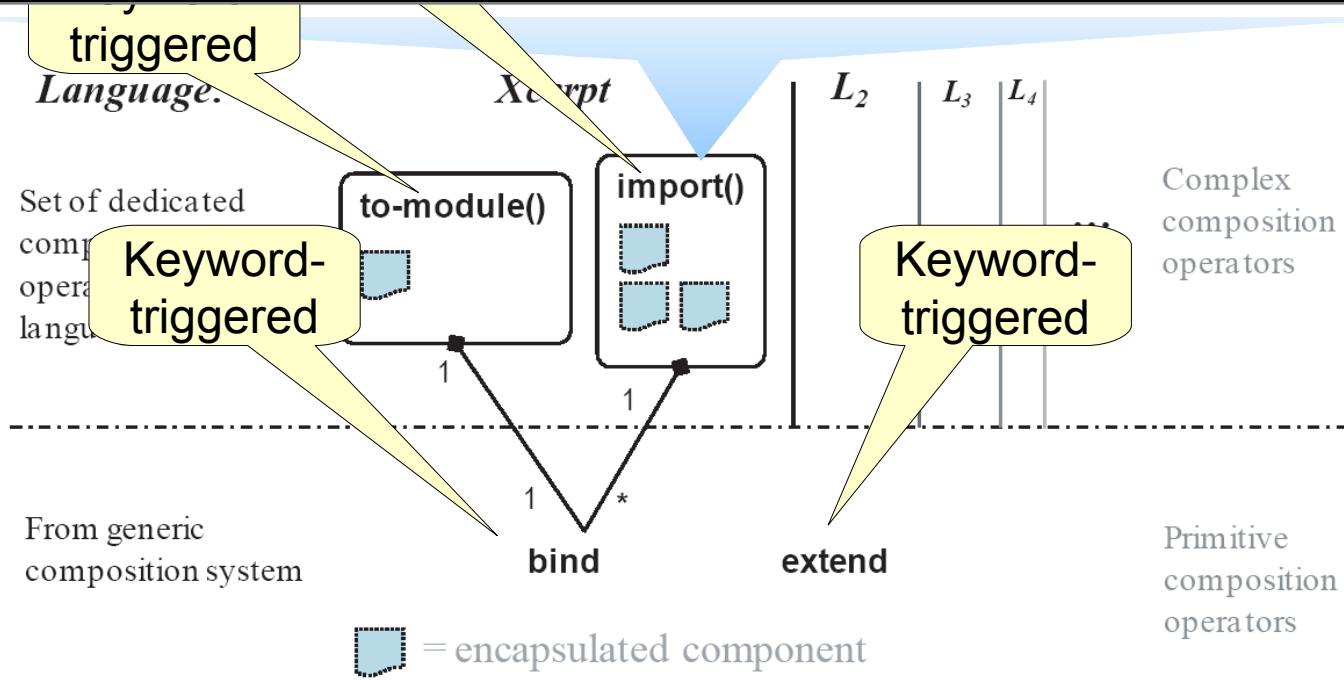 triggered
Language:
Xcerpt
L2
L3
L4
Set of dedicated
to-module()
import()
Complex
composition
operators
...
Keyword-
triggered
Keyword-
triggered
1
1
1
*
From generic
composition system
bind
extend
Primitive
composition
operators
= encapsulated component